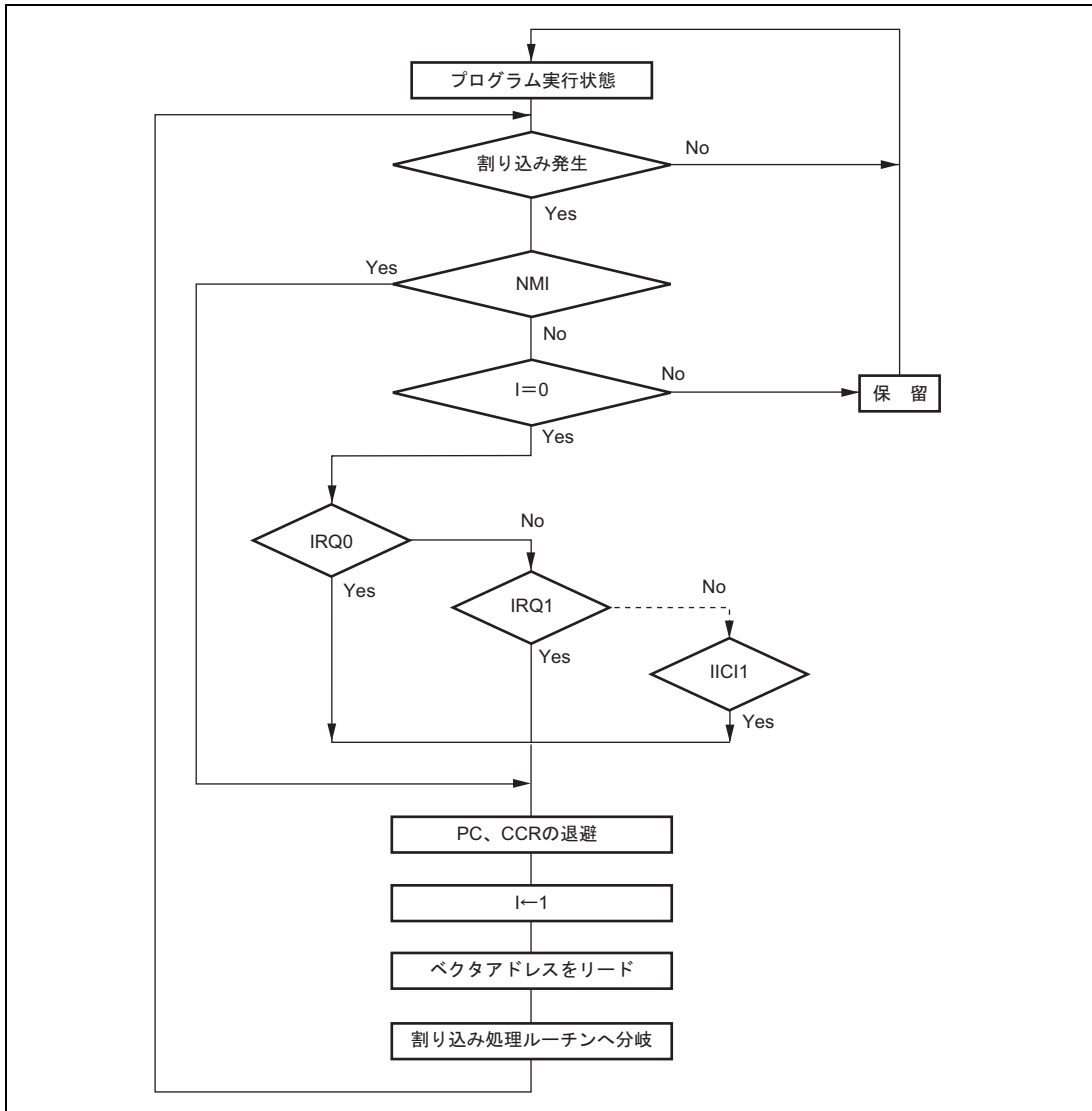 プログラム実行状態
割り込み発生
No
Yes
Yes
NMI
No
I=0
No
保 留
Yes
IRQ0
No
Yes
IRQ1
No
Yes
IICI1
Yes
PC、CCRの退避
I←1
ベクタアドレスをリード
割り込み処理ルーチンへ分岐